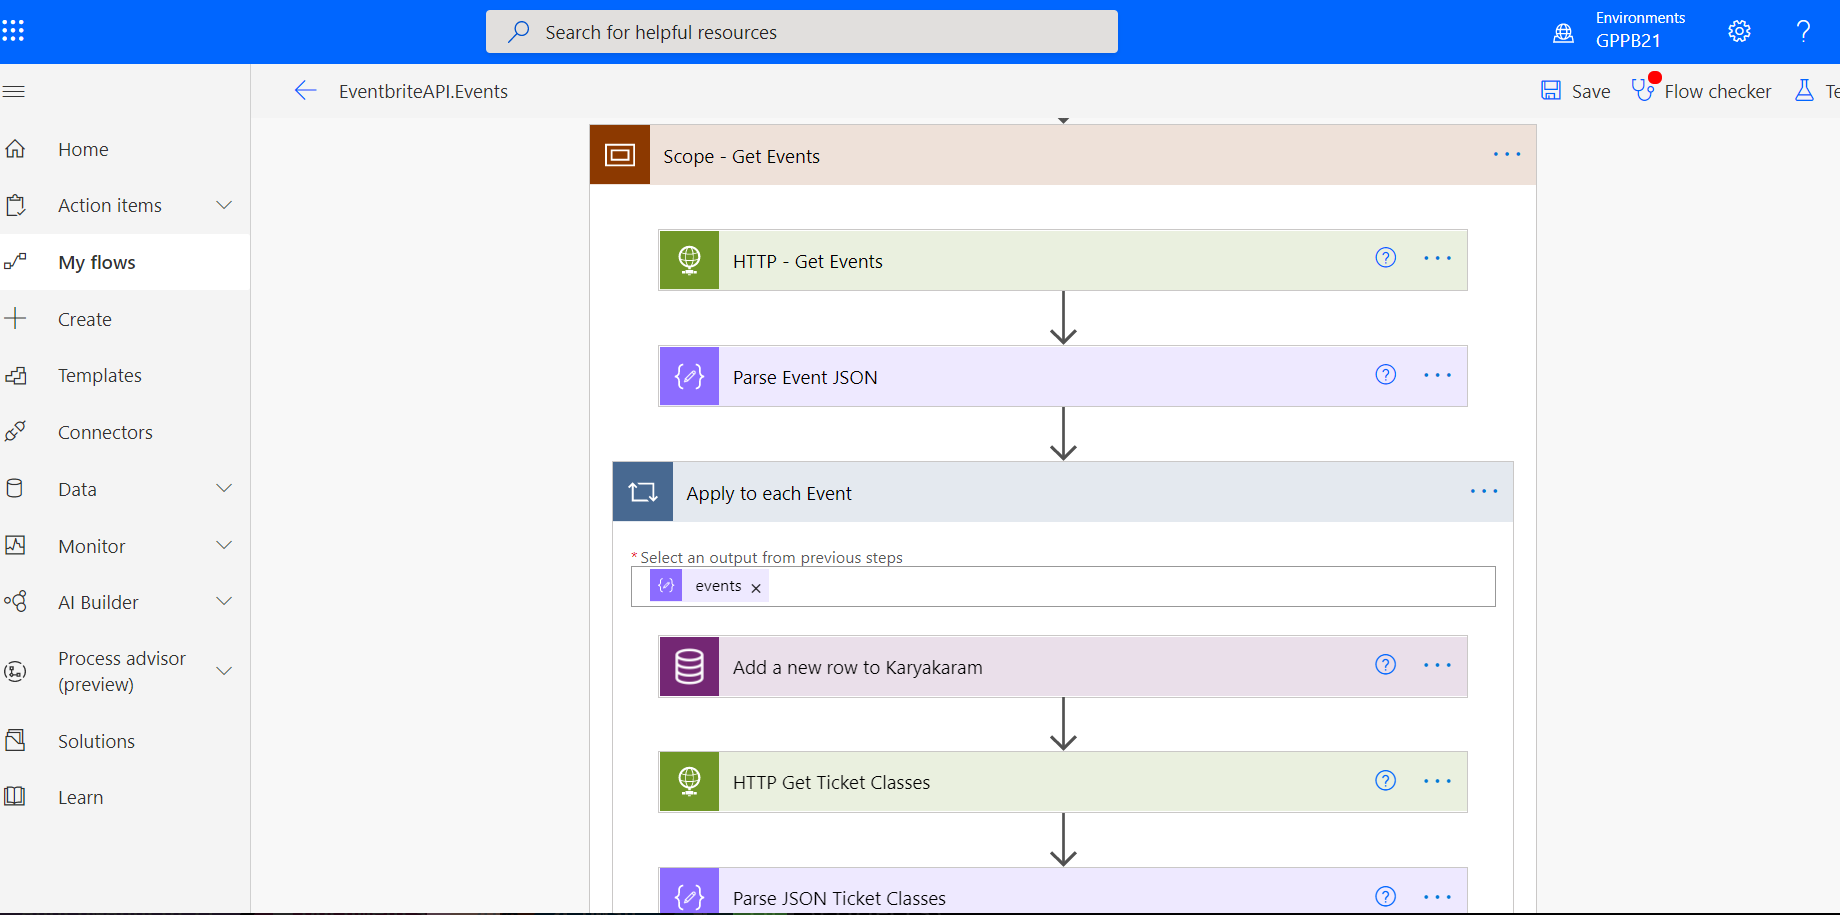 Search for helpful resources
Environments
GPPB21
?
EventbriteAPI.Events
Save
Flow checker
Te
Home
Action items
My flows
Create
Templates
Connectors
Data
Monitor
AI Builder
Process advisor
(preview)
Solutions
Learn
Scope - Get Events
HTTP - Get Events
Parse Event JSON
Apply to each Event
* Select an output from previous steps
events ×
Add a new row to Karyakaram
HTTP Get Ticket Classes
Parse JSON Ticket Classes